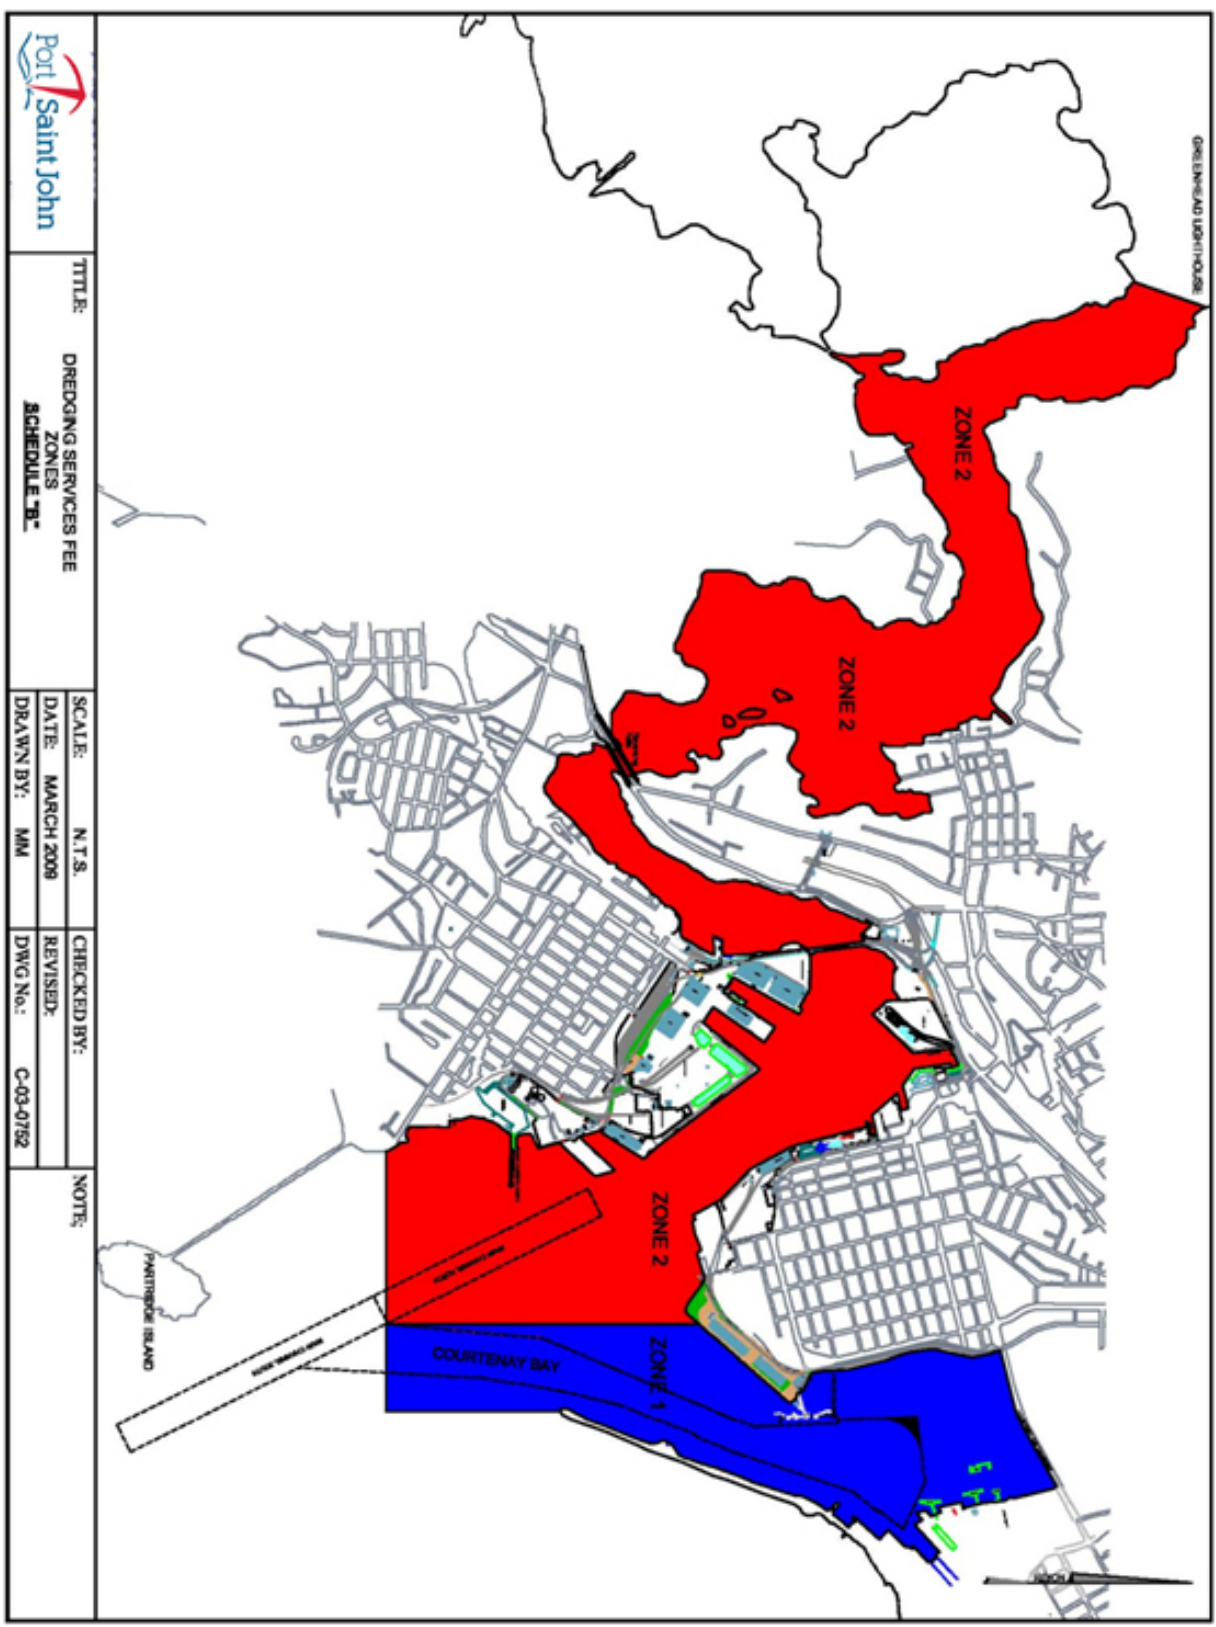 GREENHEAD LIGHTHOUSE
ZONE 2
ZONE 2
ZONE 2
ZONE 1
COURTENAY BAY
PARTRIDGE ISLAND
NORTH
Port Saint John
TITLE:
DREDGING SERVICES FEE
ZONES
SCHEDULE "B"
SCALE: N.T.S.
DATE: MARCH 2009
DRAWN BY: MM
CHECKED BY:
REVISED:
DWG No.: C-03-0752
NOTE: